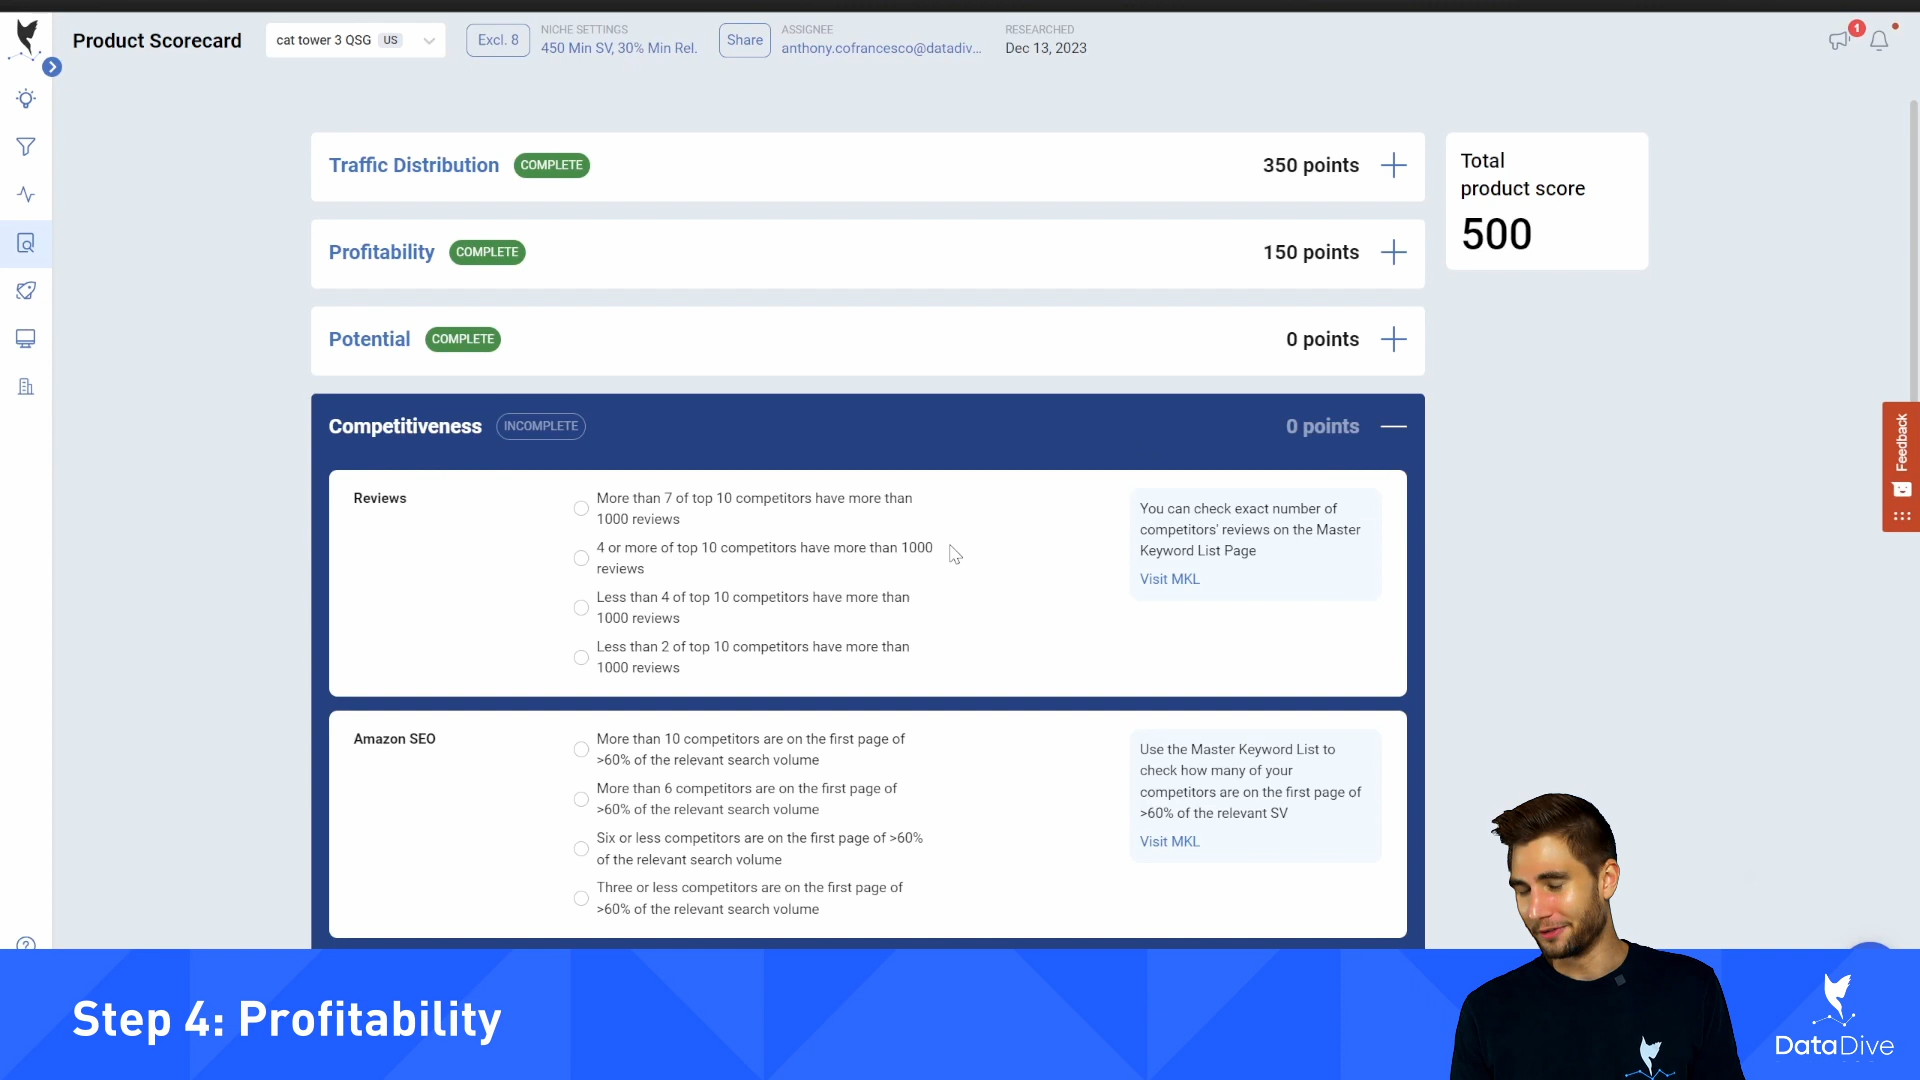 Product Scorecard
cat tower 3 QSG US
Excl. 8
NICHE SETTINGS
450 Min SV, 30% Min Rel.
Share
ASSIGNEE
anthony.cofrancesco@datadiv...
RESEARCHED
Dec 13, 2023
1
Traffic Distribution COMPLETE 350 points
Total
product score
500
Profitability COMPLETE 150 points
Potential COMPLETE 0 points
Competitiveness INCOMPLETE 0 points
Reviews
More than 7 of top 10 competitors have more than
1000 reviews
4 or more of top 10 competitors have more than 1000
reviews
Less than 4 of top 10 competitors have more than
1000 reviews
Less than 2 of top 10 competitors have more than
1000 reviews
You can check exact number of
competitors' reviews on the Master
Keyword List Page
Visit MKL
Feedback
Amazon SEO
More than 10 competitors are on the first page of
>60% of the relevant search volume
More than 6 competitors are on the first page of
>60% of the relevant search volume
Six or less competitors are on the first page of >60%
of the relevant search volume
Three or less competitors are on the first page of
>60% of the relevant search volume
Use the Master Keyword List to
check how many of your
competitors are on the first page of
>60% of the relevant SV
Visit MKL
Step 4: Profitability
DataDive